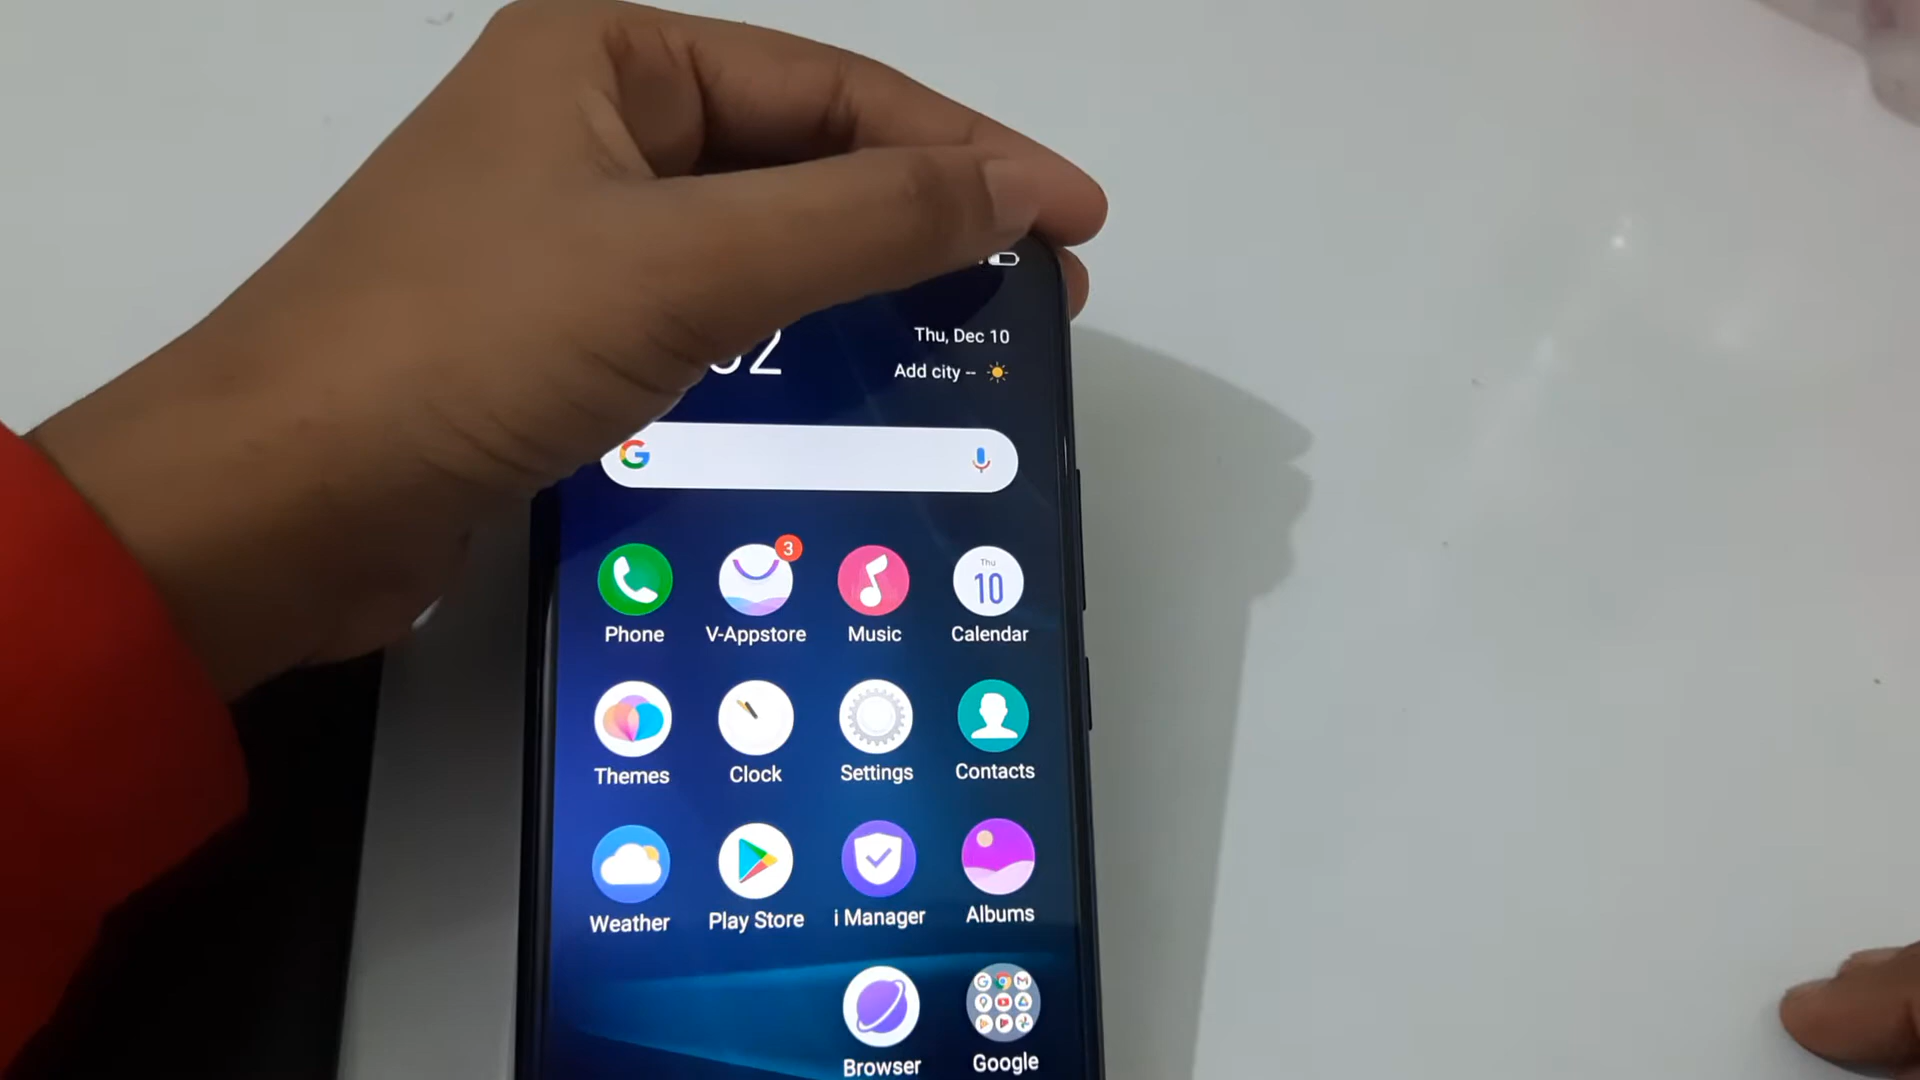 Thu, Dec 10
Add city --
G
3
Thu
10
Phone
V-Appstore
Music
Calendar
Themes
Clock
Settings
Contacts
Weather
Play Store
i Manager
Albums
Browser
Google